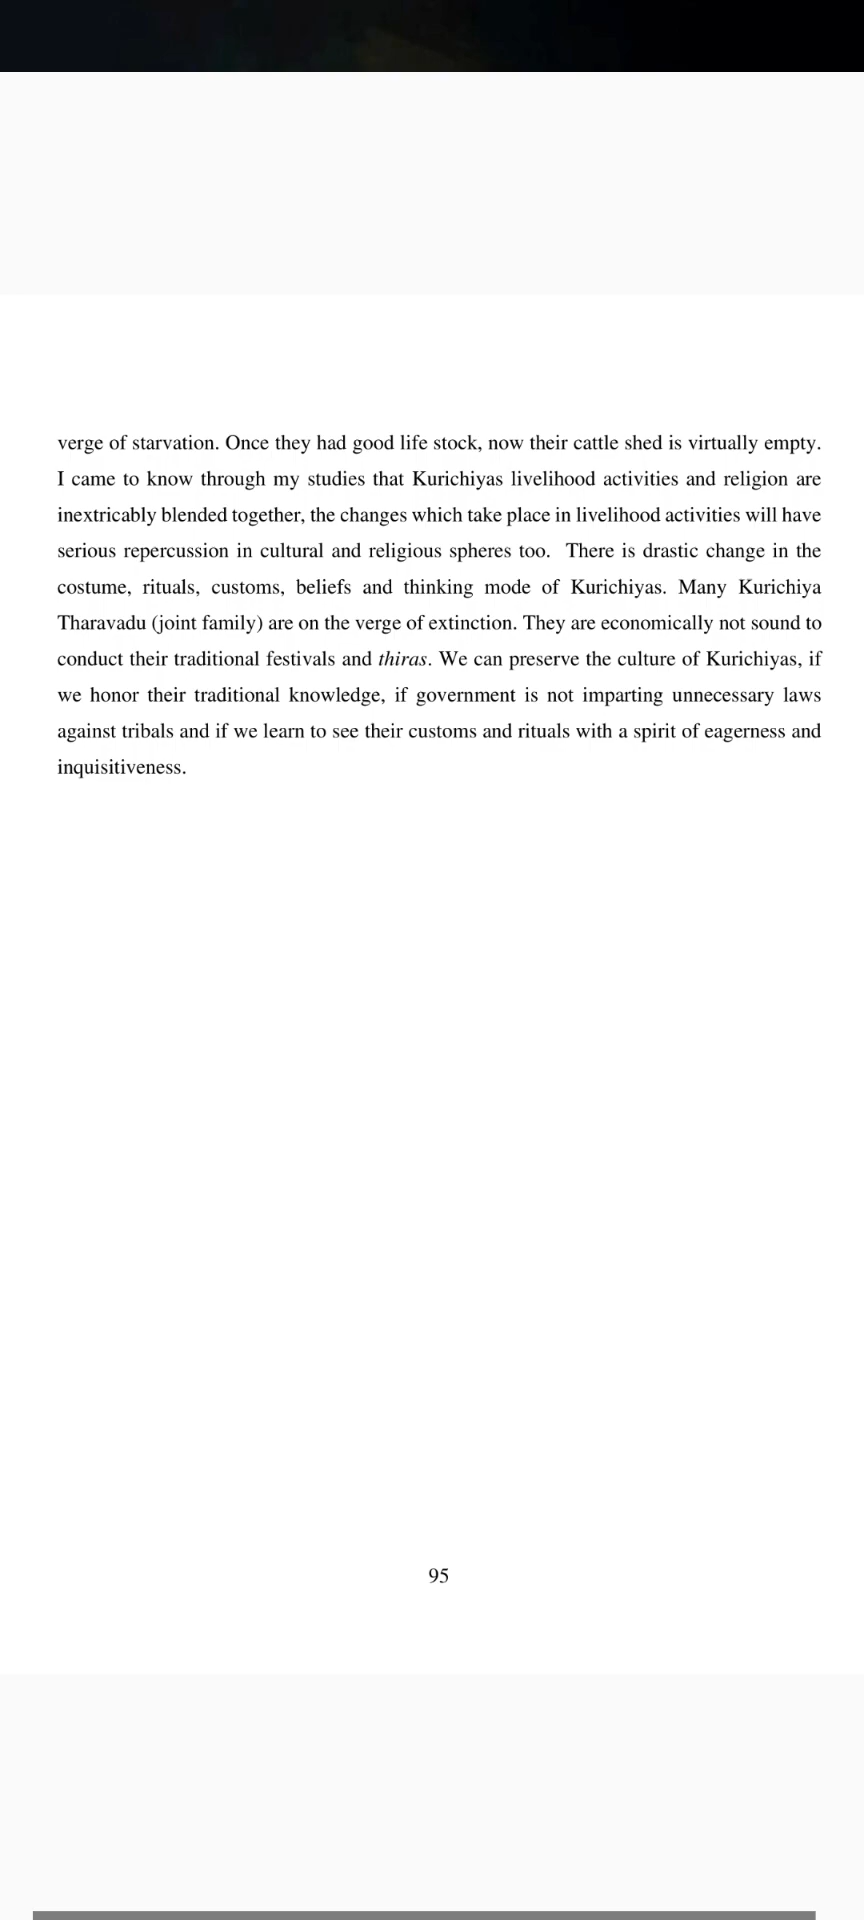 verge of starvation. Once they had good life stock, now their cattle shed is virtually empty.
I came to know through my studies that Kurichiyas livelihood activities and religion are
inextricably blended together, the changes which take place in livelihood activities will have
serious repercussion in cultural and religious spheres too. There is drastic change in the
costume, rituals, customs, beliefs and thinking mode of Kurichiyas. Many Kurichiya
Tharavadu (joint family) are on the verge of extinction. They are economically not sound to
conduct their traditional festivals and thiras. We can preserve the culture of Kurichiyas, if
we honor their traditional knowledge, if government is not imparting unnecessary laws
against tribals and if we learn to see their customs and rituals with a spirit of eagerness and
inquisitiveness.
95